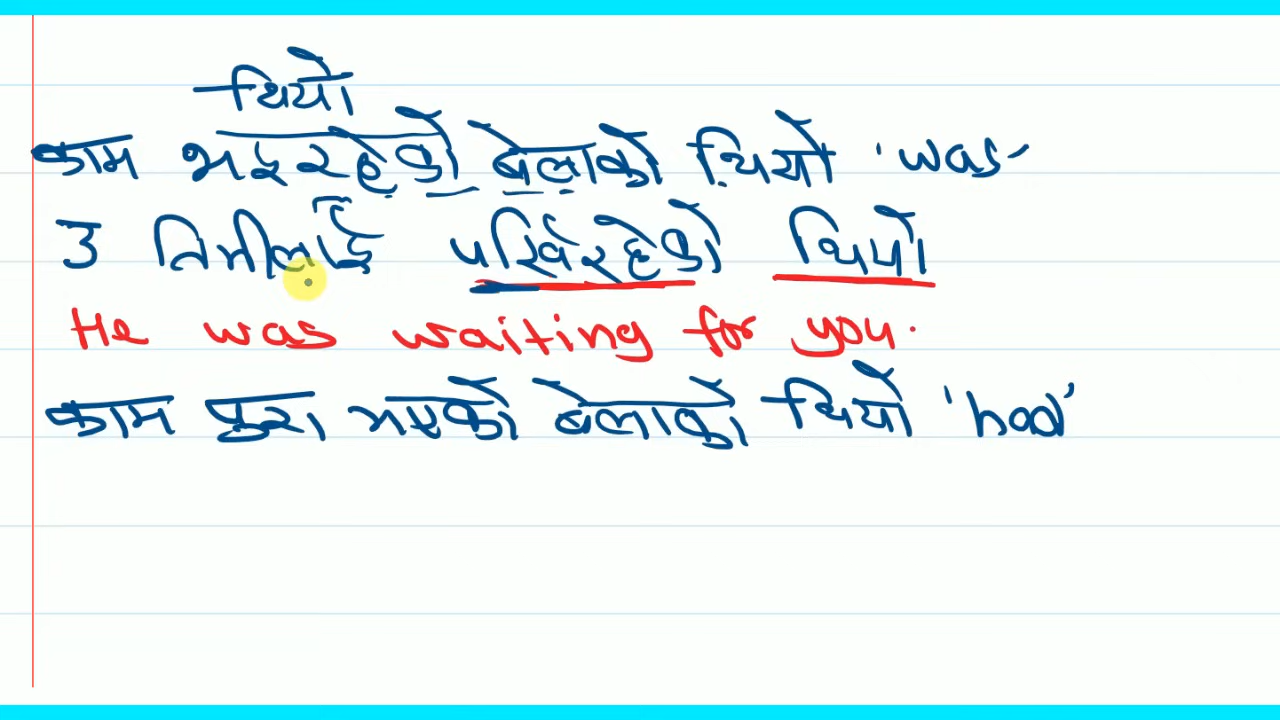 थियो
काम भइरहेको बेलाको थियो 'was'
उ तिमीलाई पर्खिरहेको थियो
He was waiting for you.
काम पुरा भएको बेलाको थियो 'had'